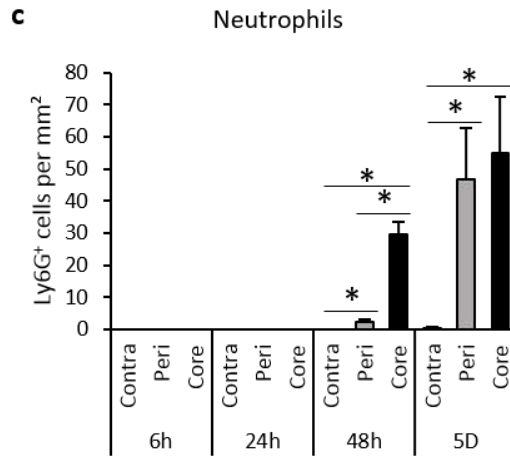 c
Neutrophils
Ly6G⁺ cells per mm²
80
70
60
50
40
30
20
10
0
* * * * *
Contra Peri Core Contra Peri Core Contra Peri Core Contra Peri Core
6h 24h 48h 5D